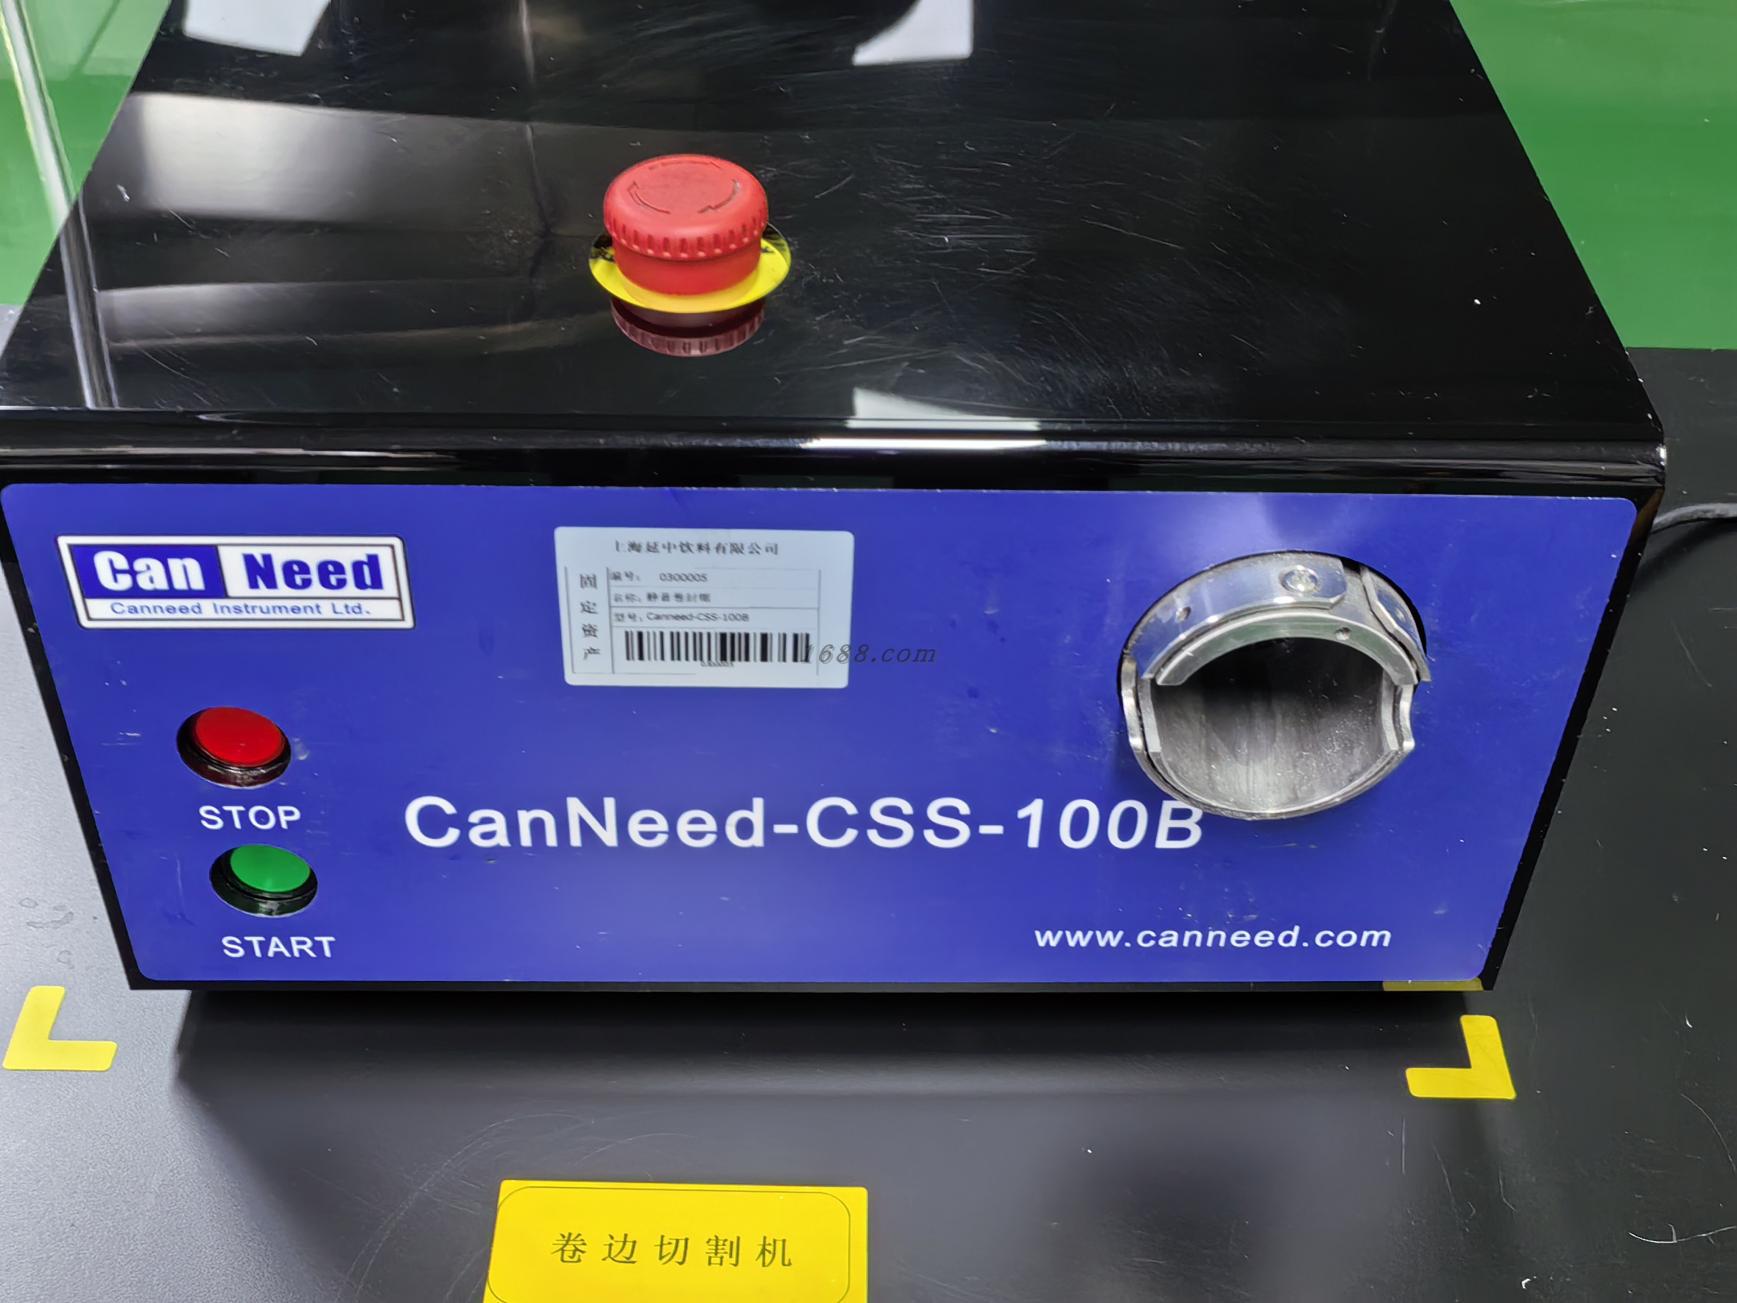 Can Need
Canneed Instrument Ltd.
上海延中饮料有限公司
固定资产
编号: 0300005
名称: 静音卷封锯
型号: Canneed-CSS-100B
1688.com
STOP
CanNeed-CSS-100B
START
www.canneed.com
卷边切割机